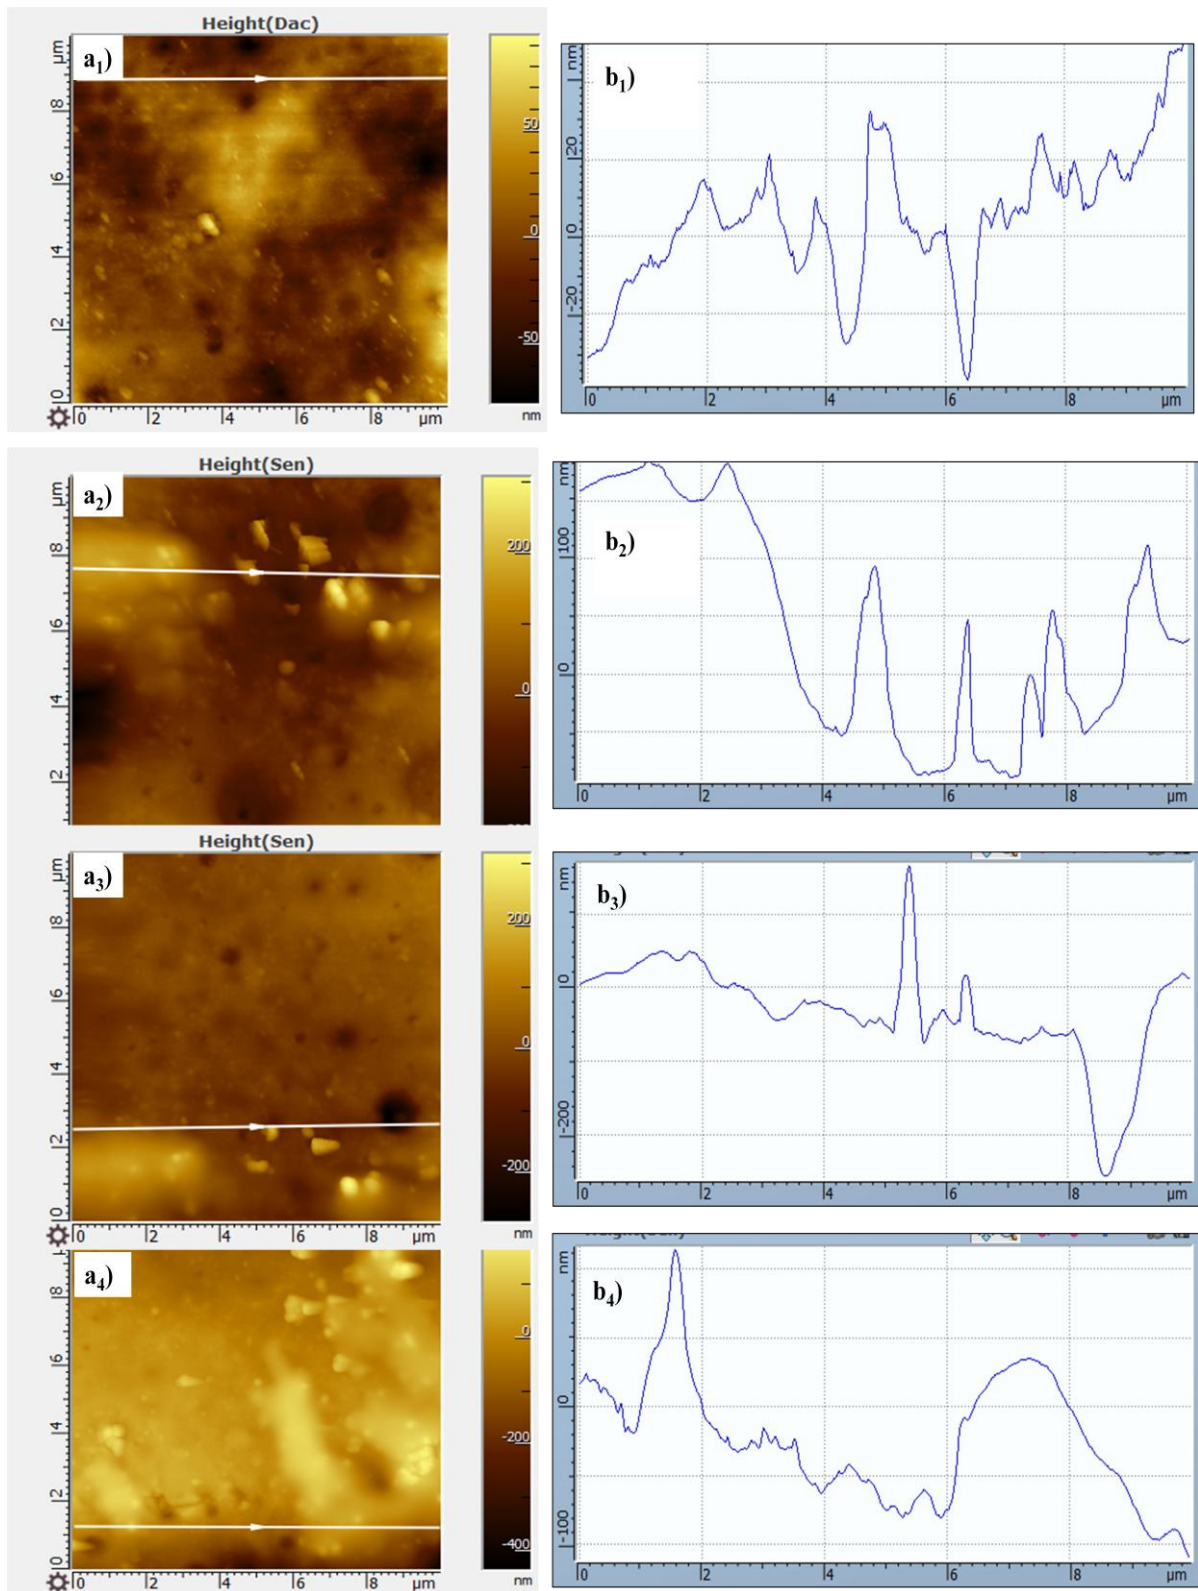 Height(Dac)
a1)
µm
|8
|6
|4
|2
|0
|0 |2 |4 |6 |8 µm
50
0
-50
nm
b1)
nm
|20
|0
|-20
|0 |2 |4 |6 |8 µm
Height(Sen)
a2)
µm
|8
|6
|4
|2
200
0
b2)
nm
|100
|0
|0 |2 |4 |6 |8 µm
Height(Sen)
a3)
µm
|8
|6
|4
|2
|0
|0 |2 |4 |6 |8 µm
200
0
-200
nm
b3)
nm
|0
|-200
|0 |2 |4 |6 |8 µm
a4)
|8
|6
|4
|2
|0
|0 |2 |4 |6 |8 µm
0
-200
-400
nm
b4)
nm
|0
|-100
|0 |2 |4 |6 |8 µm